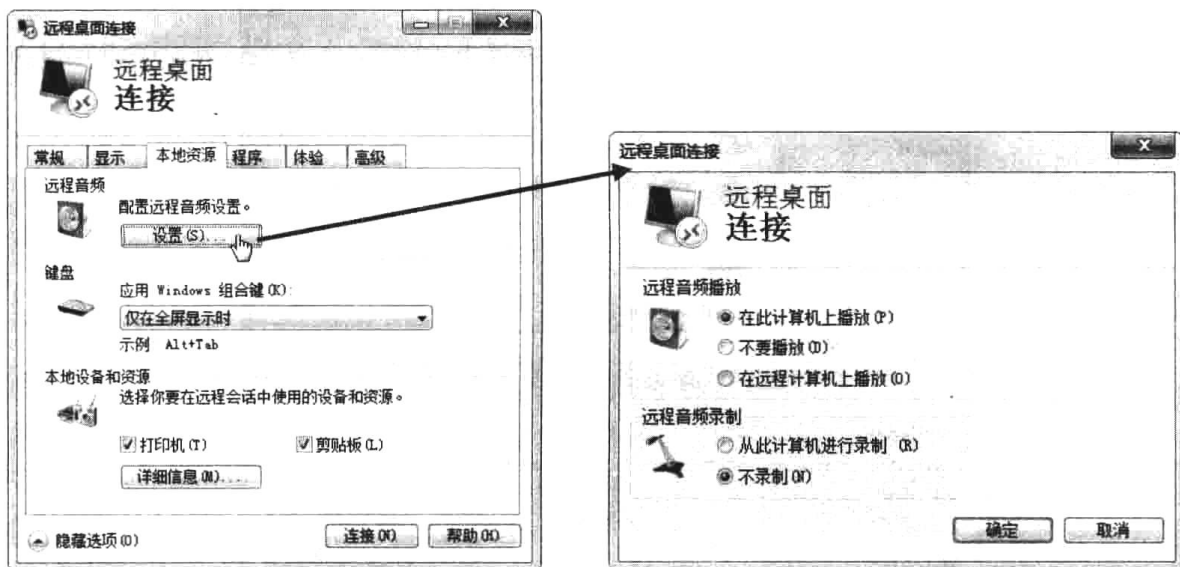 远程桌面连接
远程桌面
连接
常规 显示 本地资源 程序 体验 高级
远程音频
配置远程音频设置。
设置(S)...
键盘
应用 Windows 组合键(K):
仅在全屏显示时
示例 Alt+Tab
本地设备和资源
选择你要在远程会话中使用的设备和资源。
打印机(T) 剪贴板(L)
详细信息(M)...
隐藏选项(O) 连接(N) 帮助(H)
远程桌面连接
远程桌面
连接
远程音频播放
在此计算机上播放(P)
不要播放(D)
在远程计算机上播放(O)
远程音频录制
从此计算机进行录制 (R)
不录制(N)
确定 取消